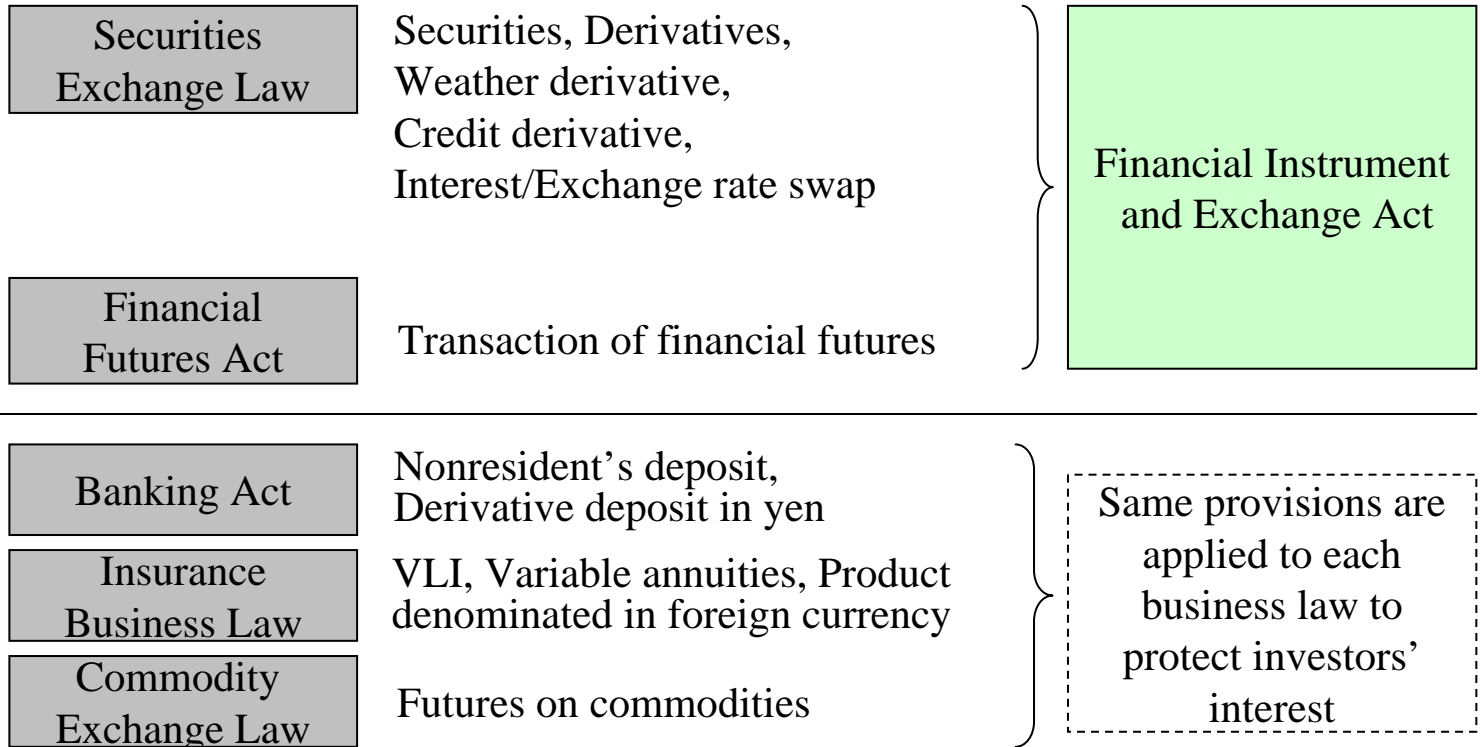 Securities
Exchange Law
Securities, Derivatives,
Weather derivative,
Credit derivative,
Interest/Exchange rate swap
Financial Instrument
and Exchange Act
Financial
Futures Act
Transaction of financial futures
Banking Act
Nonresident’s deposit,
Derivative deposit in yen
Insurance
Business Law
VLI, Variable annuities, Product
denominated in foreign currency
Commodity
Exchange Law
Futures on commodities
Same provisions are
applied to each
business law to
protect investors’
interest